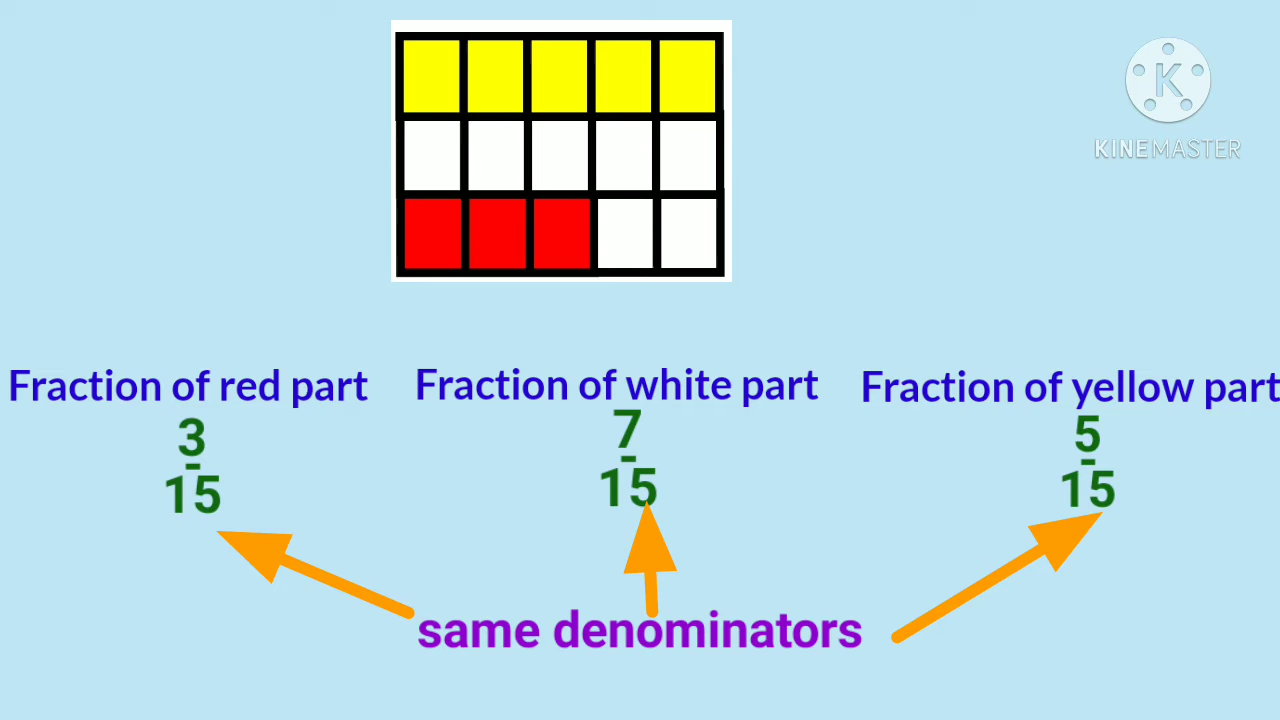 K
KINEMASTER
Fraction of red part
3
-
15
Fraction of white part
7
-
15
Fraction of yellow part
5
-
15
same denominators